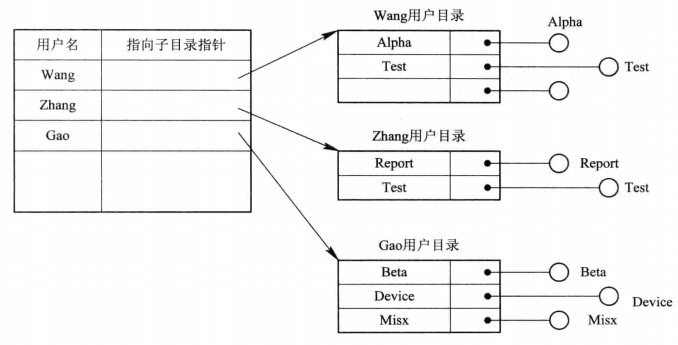 用户名 指向子目录指针
Wang
Zhang
Gao
Wang用户目录
Alpha
Alpha
Test
Test
Zhang用户目录
Report
Report
Test
Test
Gao用户目录
Beta
Beta
Device
Device
Misx
Misx